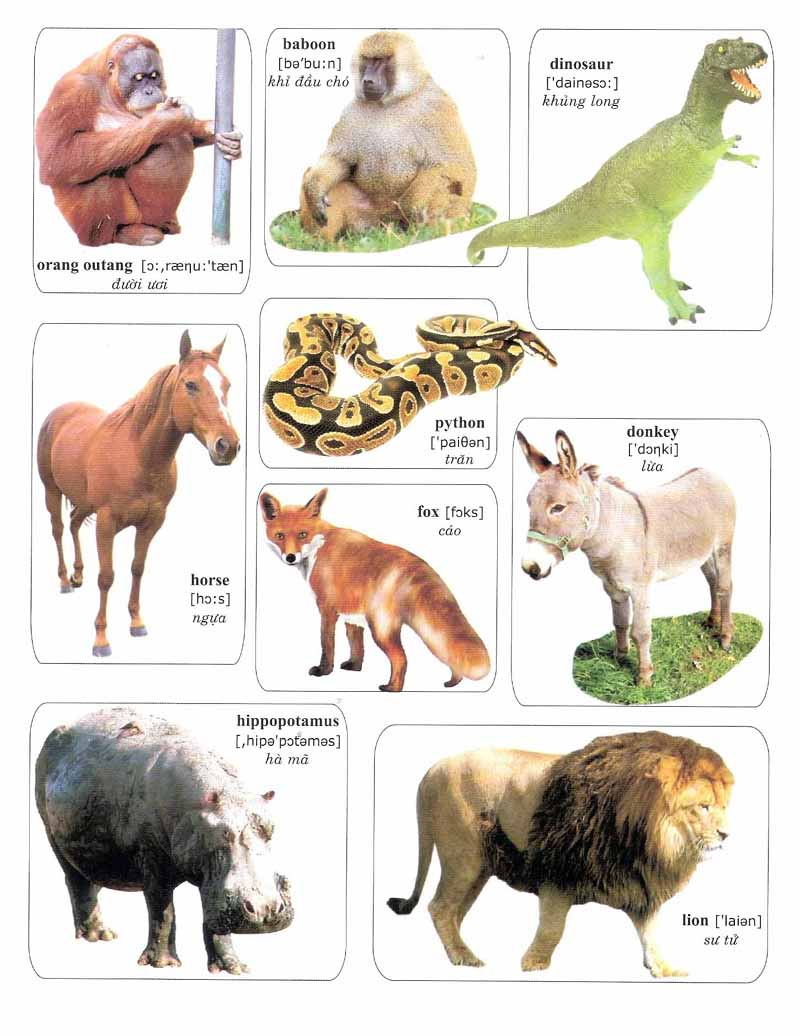 baboon
[bə'bu:n]
khỉ đầu chó
dinosaur
['dainəsɔ:]
khủng long
orang outang [ɔ:,ræŋu:'tæn]
đười ươi
python
['paiθən]
trăn
donkey
['dɔŋki]
lừa
fox [fɔks]
cáo
horse
[hɔ:s]
ngựa
hippopotamus
[,hipə'pɔtəməs]
hà mã
lion ['laiən]
sư tử